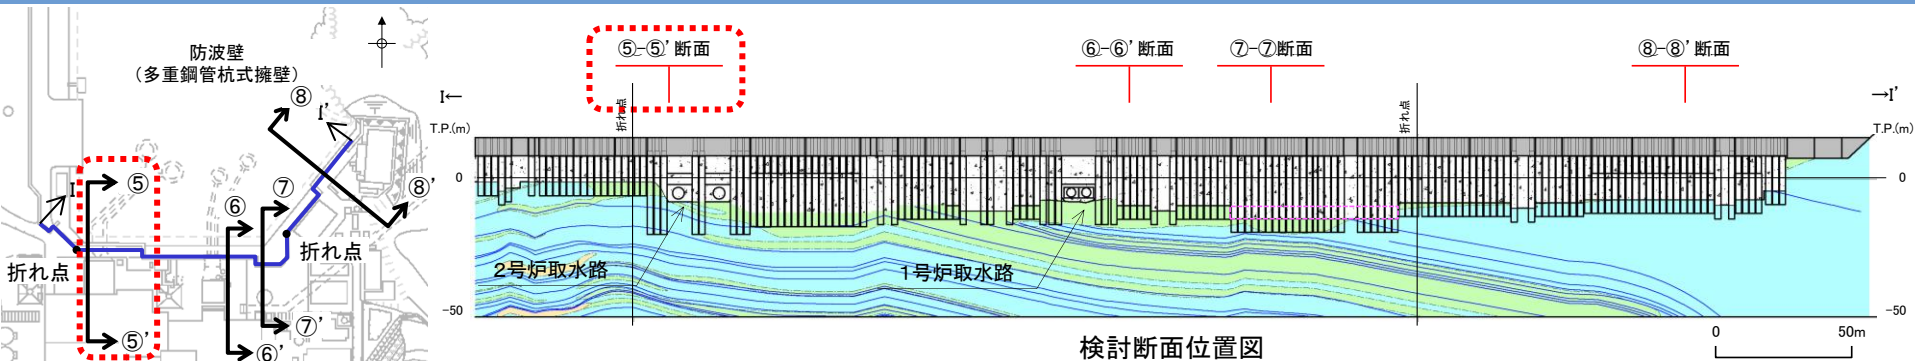 防波壁
(多重鋼管杭式擁壁)
⑧
I'
I
⑤
⑦
⑧'
⑥
折れ点
折れ点
⑤'
⑦'
⑥'
⑤-⑤'断面
⑥-⑥'断面
⑦-⑦断面
⑧-⑧'断面
I←
→I'
折れ点
折れ点
T.P.(m)
T.P.(m)
0
0
2号炉取水路
1号炉取水路
-50
-50
検討断面位置図
0
50m